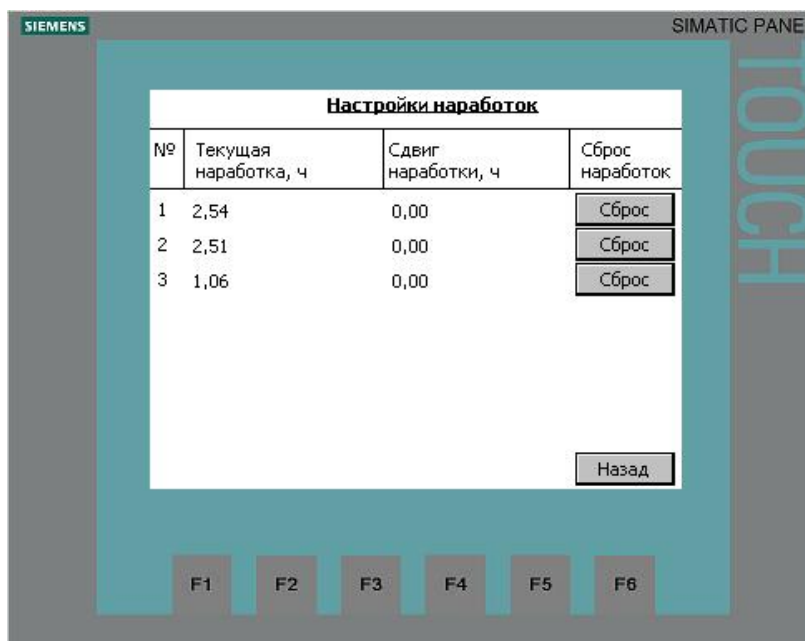 SIEMENS
SIMATIC PANE
TOUCH
Настройки наработок
№ Текущая наработка, ч Сдвиг наработки, ч Сброс наработок
1 2,54 0,00 Сброс
2 2,51 0,00 Сброс
3 1,06 0,00 Сброс
Назад
F1 F2 F3 F4 F5 F6